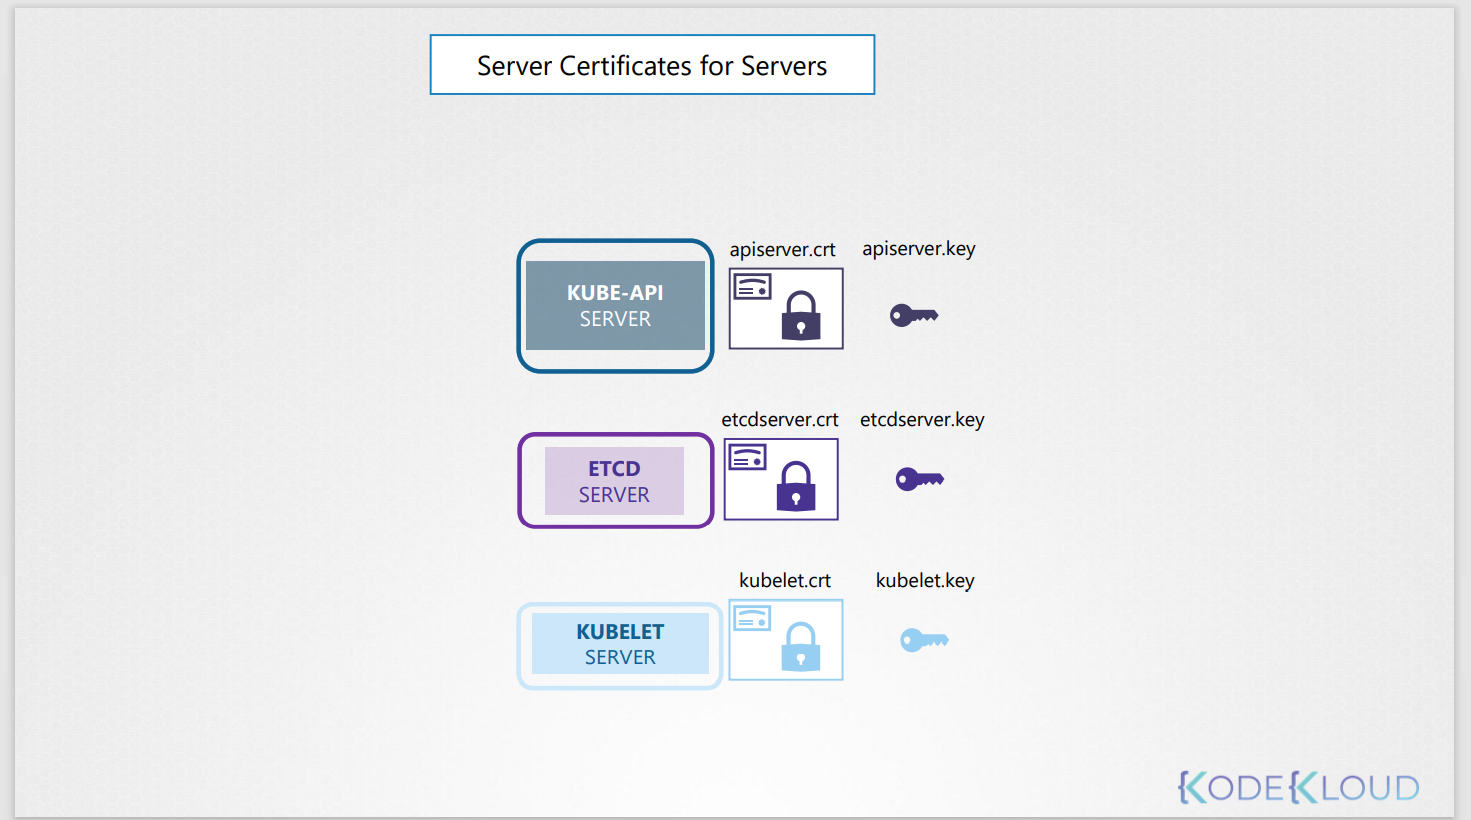 Server Certificates for Servers
apiserver.crt apiserver.key
KUBE-API
SERVER
etcdserver.crt etcdserver.key
ETCD
SERVER
kubelet.crt kubelet.key
KUBELET
SERVER
KODEKLOUD